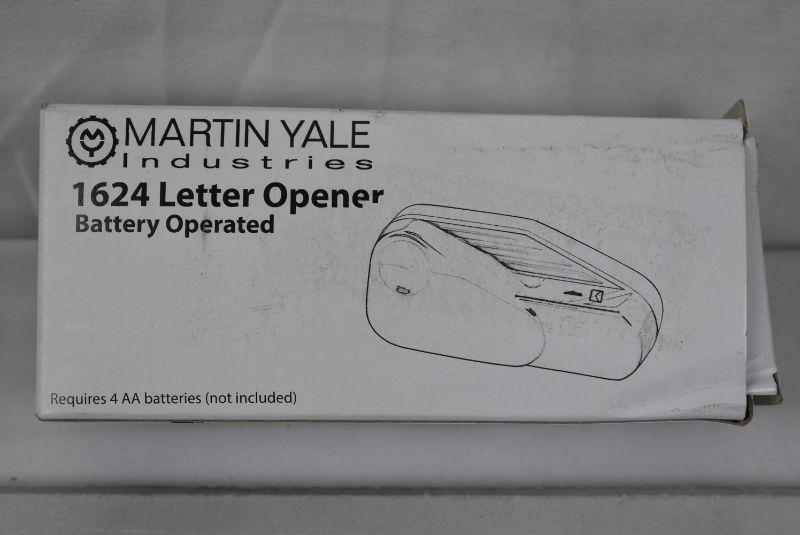 MARTIN YALE
Industries
1624 Letter Opener
Battery Operated
Requires 4 AA batteries (not included)